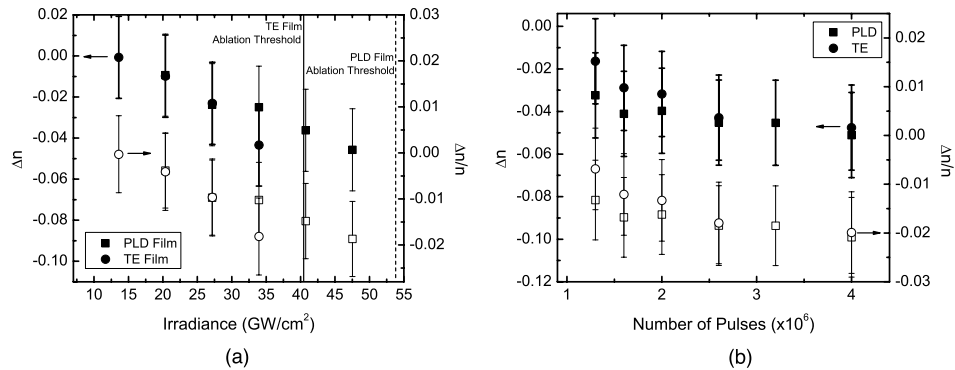 TE Film
Ablation Threshold
PLD Film
Ablation Threshold
0.00
-0.02
-0.04
-0.06
-0.08
-0.10
Δn
0.03
0.02
0.01
0.00
-0.01
-0.02
Δn/n
PLD Film
TE Film
10 15 20 25 30 35 40 45 50 55
Irradiance (GW/cm²)
(a)
-0.00
-0.02
-0.04
-0.06
-0.08
-0.10
-0.12
Δn
PLD
TE
0.02
0.01
0.00
-0.01
-0.02
-0.03
Δn/n
1 2 3 4
Number of Pulses (x10⁶)
(b)